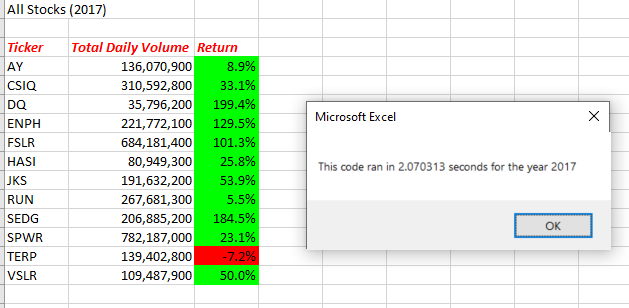 All Stocks (2017)
Ticker Total Daily Volume Return
AY 136,070,900 8.9%
CSIQ 310,592,800 33.1%
DQ 35,796,200 199.4%
ENPH 221,772,100 129.5%
FSLR 684,181,400 101.3%
HASI 80,949,300 25.8%
JKS 191,632,200 53.9%
RUN 267,681,300 5.5%
SEDG 206,885,200 184.5%
SPWR 782,187,000 23.1%
TERP 139,402,800 -7.2%
VSLR 109,487,900 50.0%
Microsoft Excel
This code ran in 2.070313 seconds for the year 2017
OK